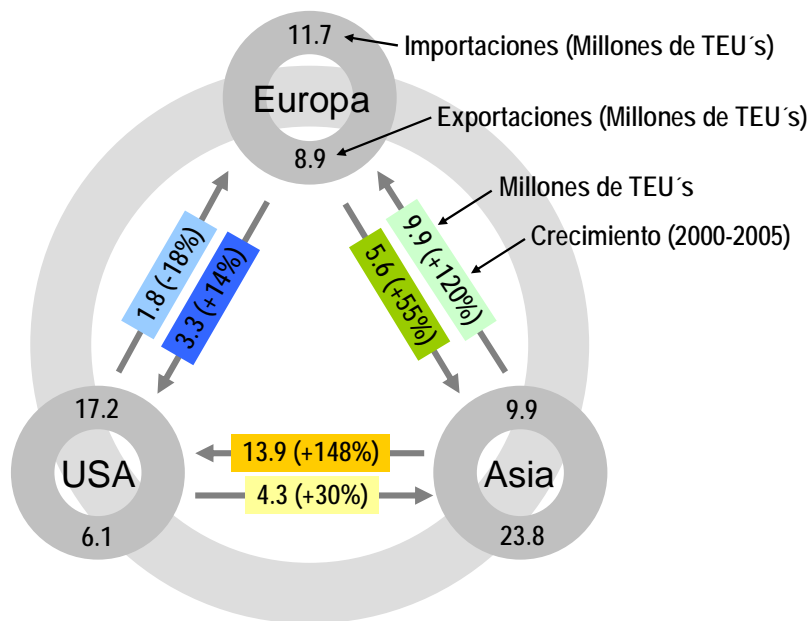 11.7
Importaciones (Millones de TEU´s)
Europa
Exportaciones (Millones de TEU´s)
8.9
Millones de TEU´s
Crecimiento (2000-2005)
1.8 (-18%)
3.3 (+14%)
5.6 (+55%)
9.9 (+120%)
17.2
USA
6.1
13.9 (+148%)
4.3 (+30%)
9.9
Asia
23.8